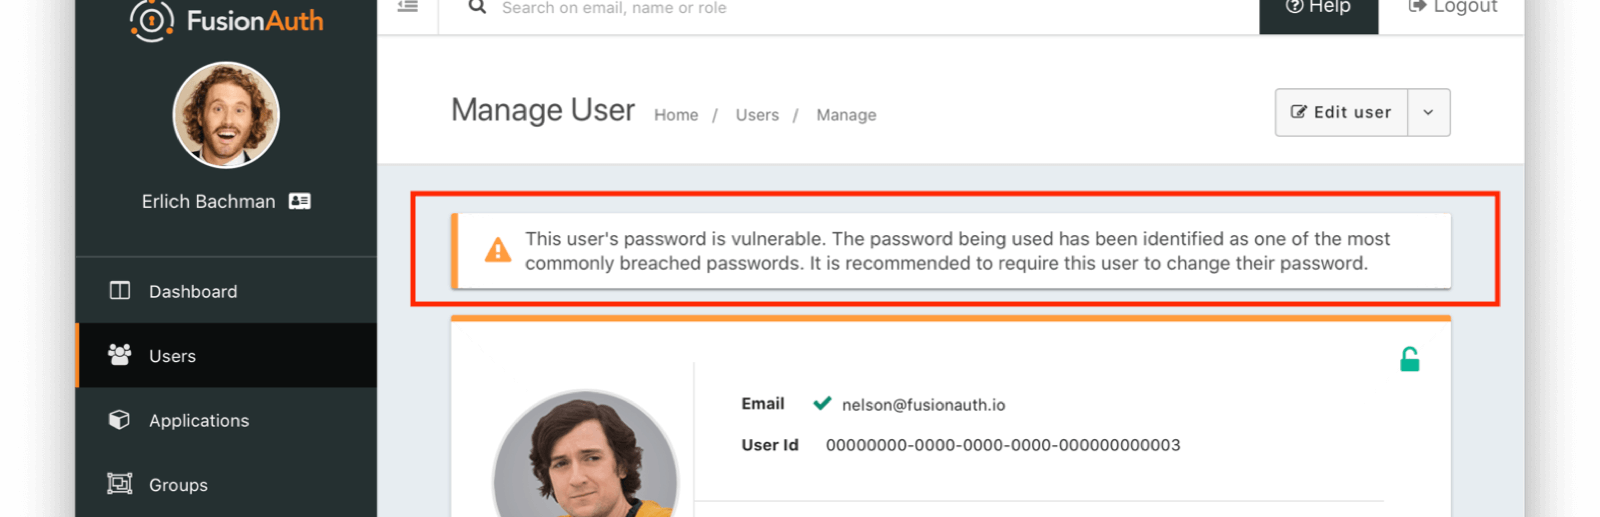 FusionAuth
Search on email, name or role
Help
Logout
Erlich Bachman
Dashboard
Users
Applications
Groups
Manage User
Home / Users / Manage
Edit user
This user's password is vulnerable. The password being used has been identified as one of the most
commonly breached passwords. It is recommended to require this user to change their password.
Email nelson@fusionauth.io
User Id 00000000-0000-0000-0000-000000000003